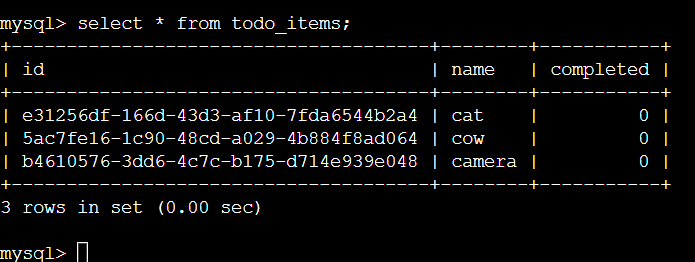 mysql> select * from todo_items;
+--------------------------------------+--------+-----------+
| id                                   | name   | completed |
+--------------------------------------+--------+-----------+
| e31256df-166d-43d3-af10-7fda6544b2a4 | cat    |         0 |
| 5ac7fe16-1c90-48cd-a029-4b884f8ad064 | cow    |         0 |
| b4610576-3dd6-4c7c-b175-d714e939e048 | camera |         0 |
+--------------------------------------+--------+-----------+
3 rows in set (0.00 sec)
mysql>